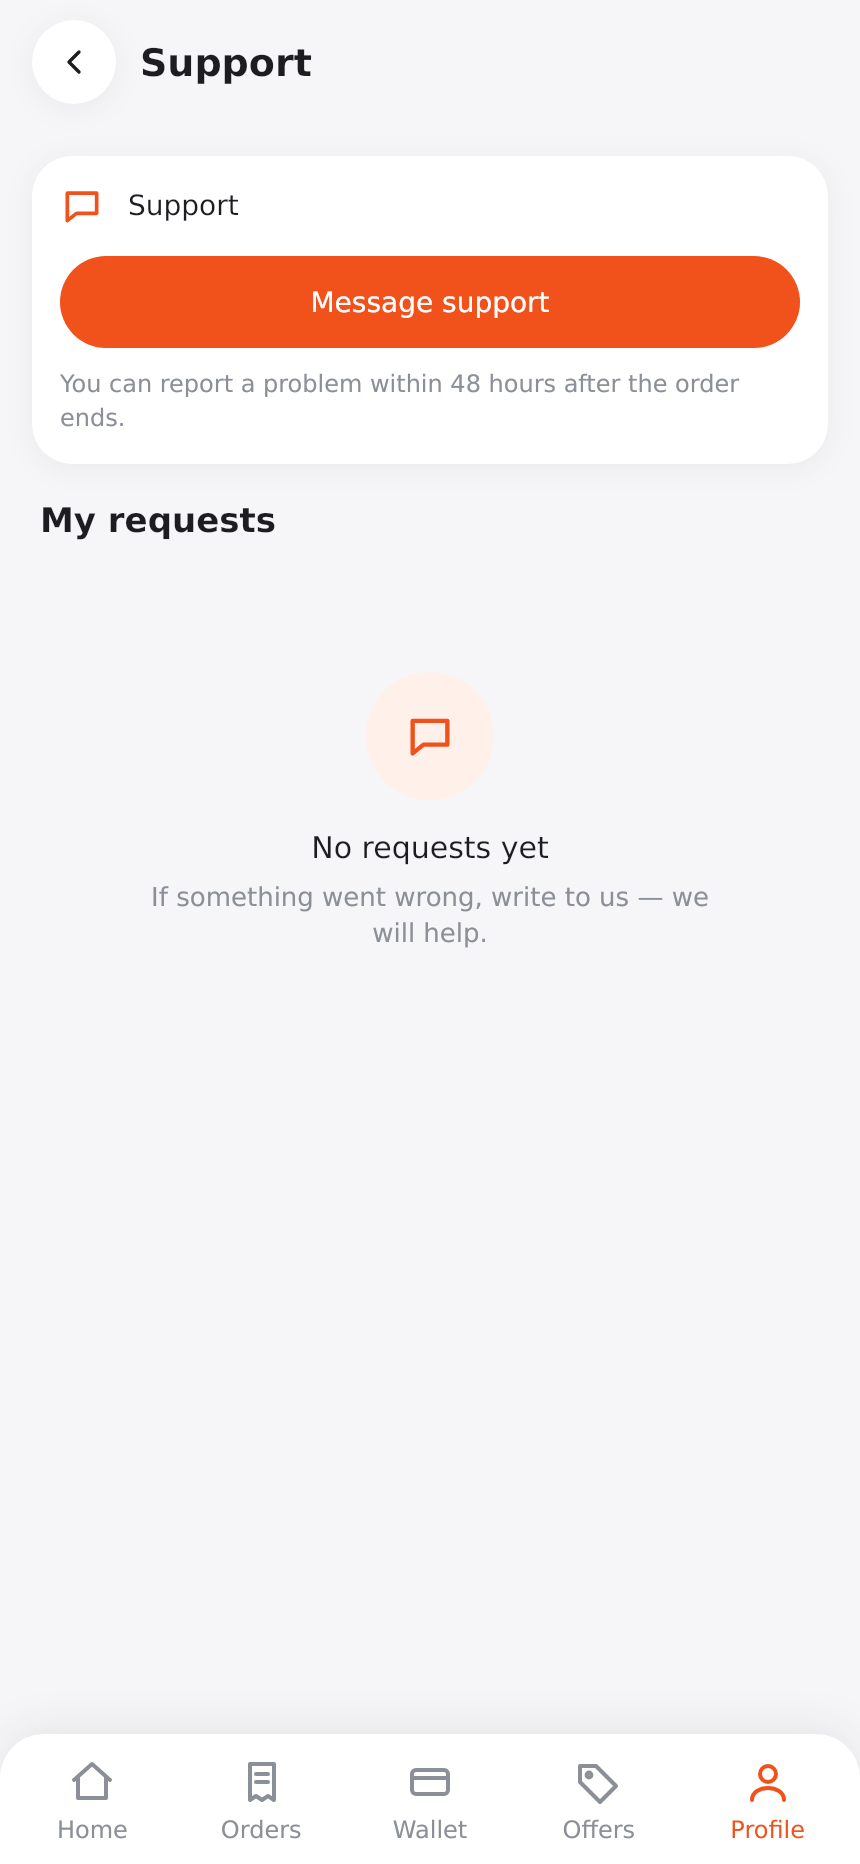 Support
Support
Message support
You can report a problem within 48 hours after the order
ends.
My requests
No requests yet
If something went wrong, write to us — we
will help.
Home
Orders
Wallet
Offers
Profile